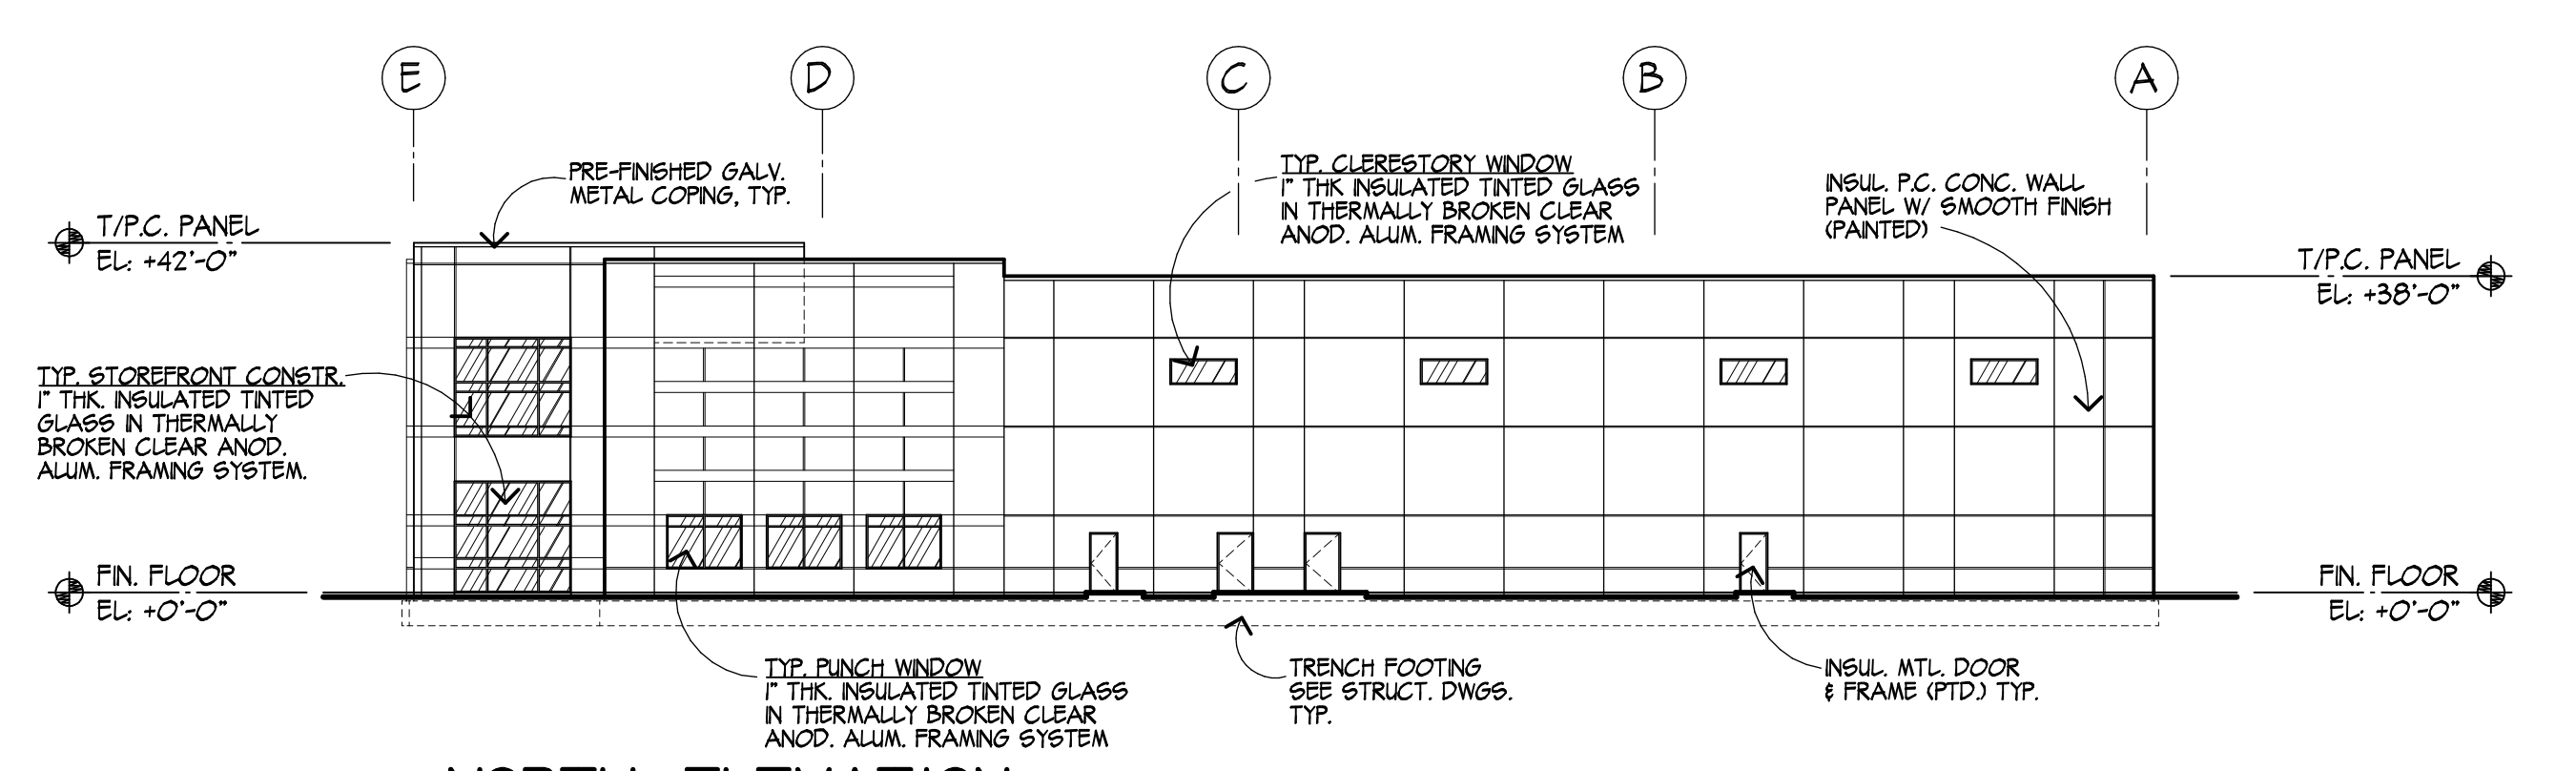 E
D
C
B
A
PRE-FINISHED GALV.
METAL COPING, TYP.
TYP. CLERESTORY WINDOW
1" THK INSULATED TINTED GLASS
IN THERMALLY BROKEN CLEAR
ANOD. ALUM. FRAMING SYSTEM
INSUL. P.C. CONC. WALL
PANEL W/ SMOOTH FINISH
(PAINTED)
T/P.C. PANEL
EL: +42'-0"
T/P.C. PANEL
EL: +38'-0"
TYP. STOREFRONT CONSTR.
1" THK. INSULATED TINTED
GLASS IN THERMALLY
BROKEN CLEAR ANOD.
ALUM. FRAMING SYSTEM.
FIN. FLOOR
EL: +0'-0"
FIN. FLOOR
EL: +0'-0"
TYP. PUNCH WINDOW
1" THK. INSULATED TINTED GLASS
IN THERMALLY BROKEN CLEAR
ANOD. ALUM. FRAMING SYSTEM
TRENCH FOOTING
SEE STRUCT. DWGS.
TYP.
INSUL. MTL. DOOR
& FRAME (PTD.) TYP.
NORTH ELEVATION